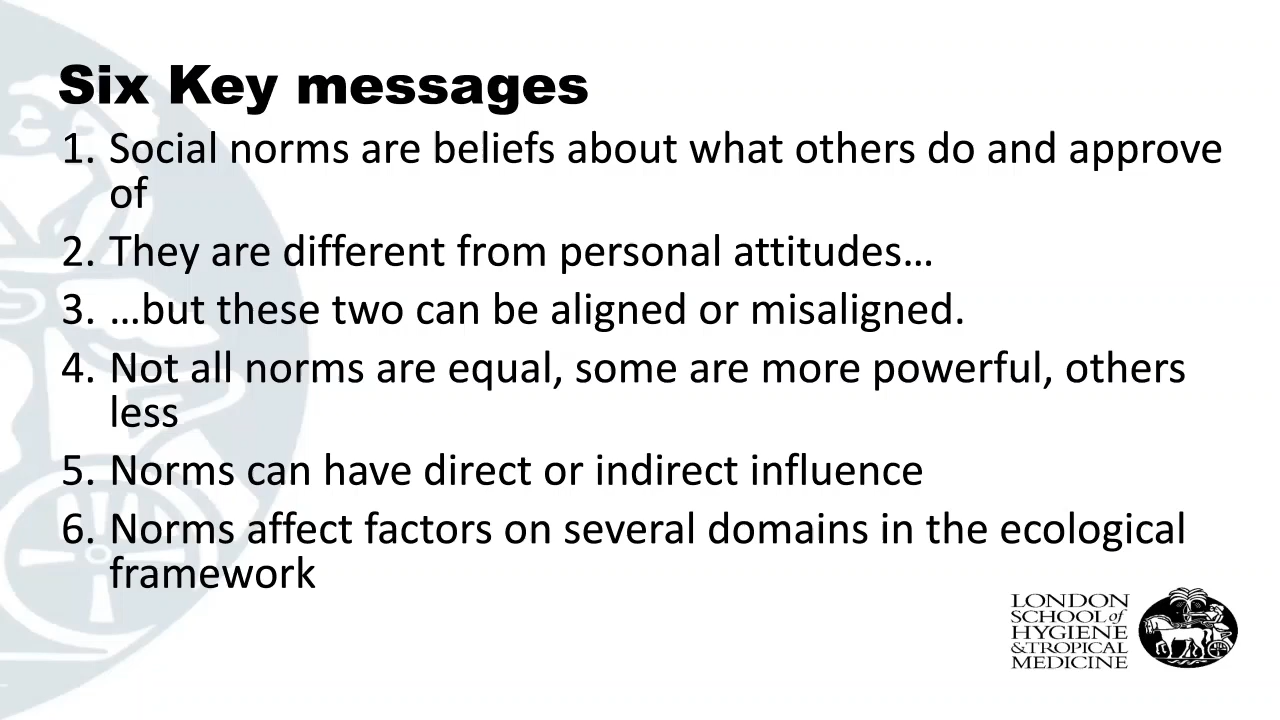 Six Key messages
1. Social norms are beliefs about what others do and approve
of
2. They are different from personal attitudes…
3. …but these two can be aligned or misaligned.
4. Not all norms are equal, some are more powerful, others
less
5. Norms can have direct or indirect influence
6. Norms affect factors on several domains in the ecological
framework
LONDON
SCHOOL of
HYGIENE
& TROPICAL
MEDICINE